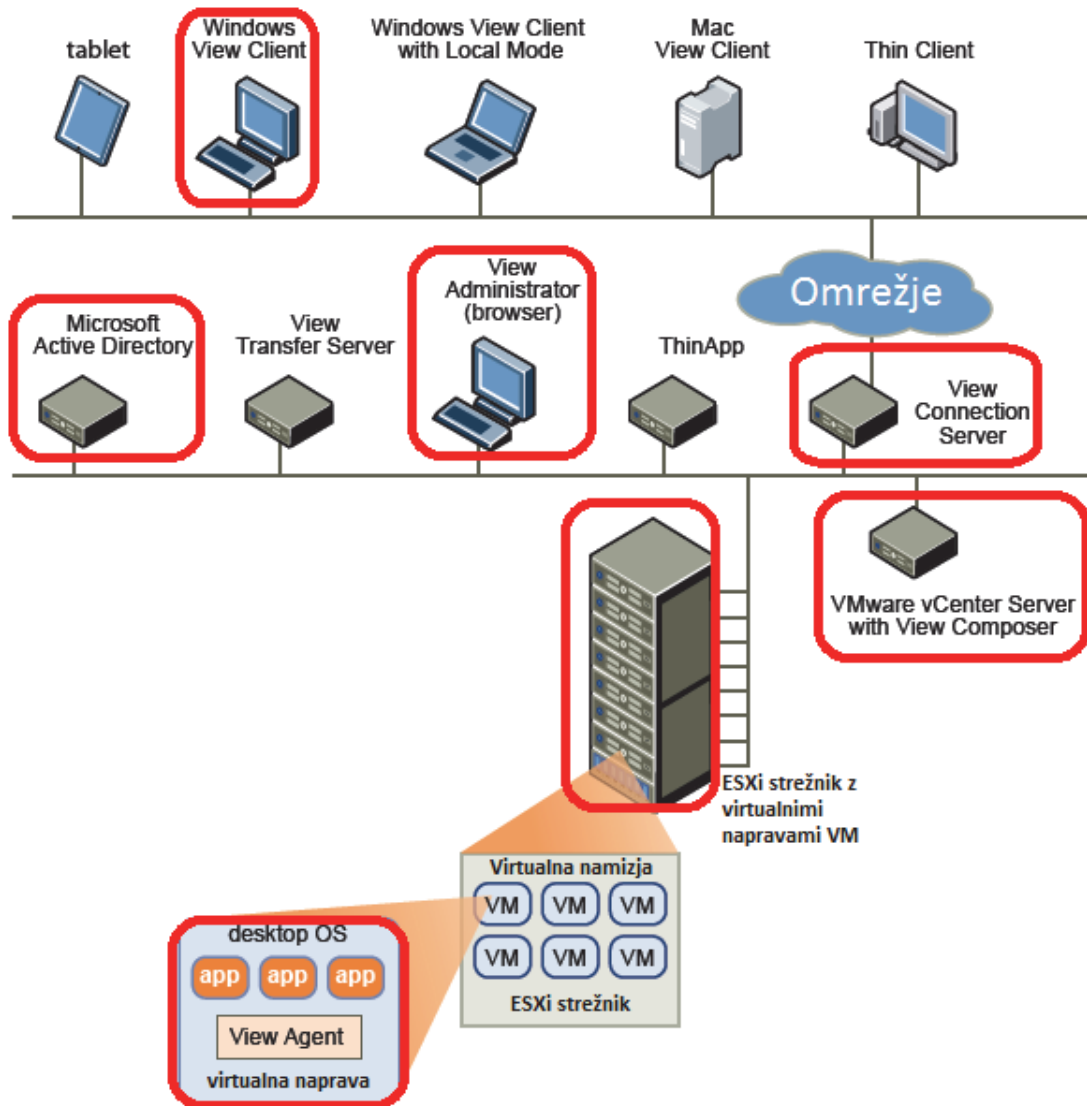 tablet
Windows
View Client
Windows View Client
with Local Mode
Mac
View Client
Thin Client
Omrežje
Microsoft
Active Directory
View
Transfer Server
View
Administrator
(browser)
ThinApp
View
Connection
Server
VMware vCenter Server
with View Composer
ESXi strežnik z
virtualnimi
napravami VM
Virtualna namizja
VM VM VM
VM VM VM
ESXi strežnik
desktop OS
app app app
View Agent
virtualna naprava